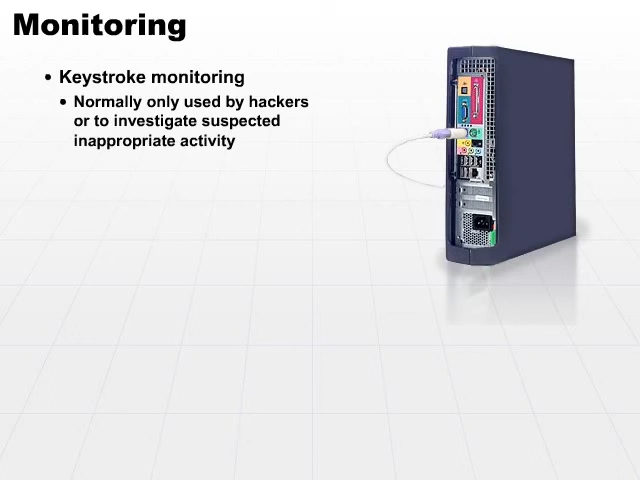 Monitoring
• Keystroke monitoring
• Normally only used by hackers
or to investigate suspected
inappropriate activity